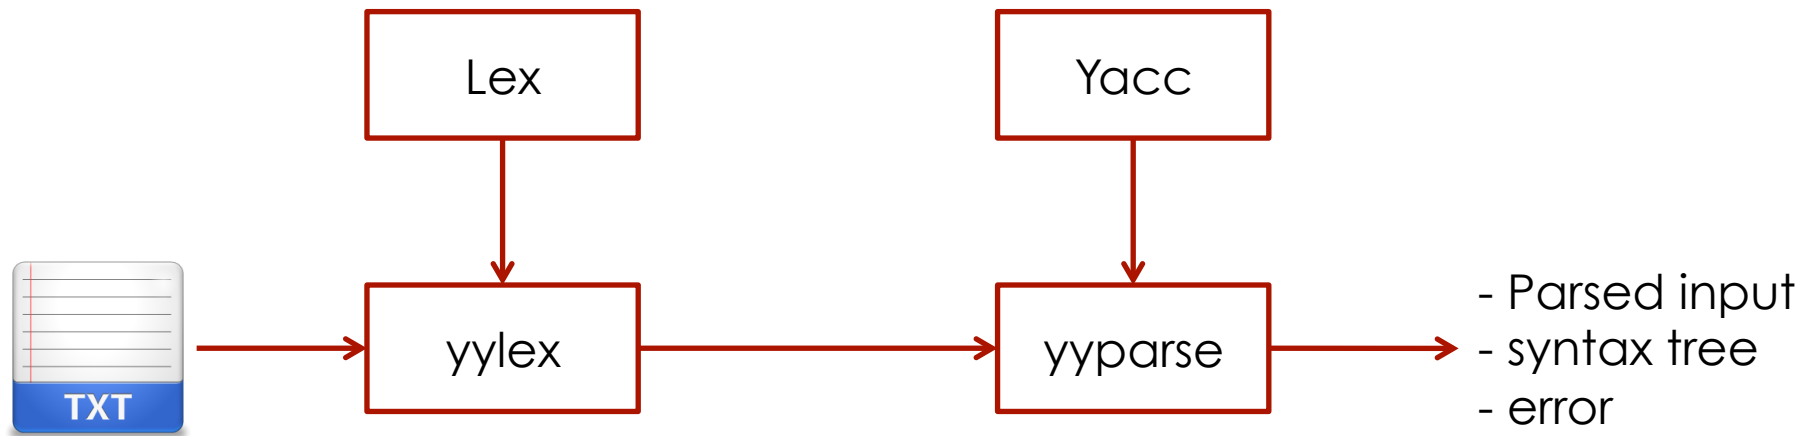 Lex
Yacc
TXT
yylex
yyparse
- Parsed input
- syntax tree
- error